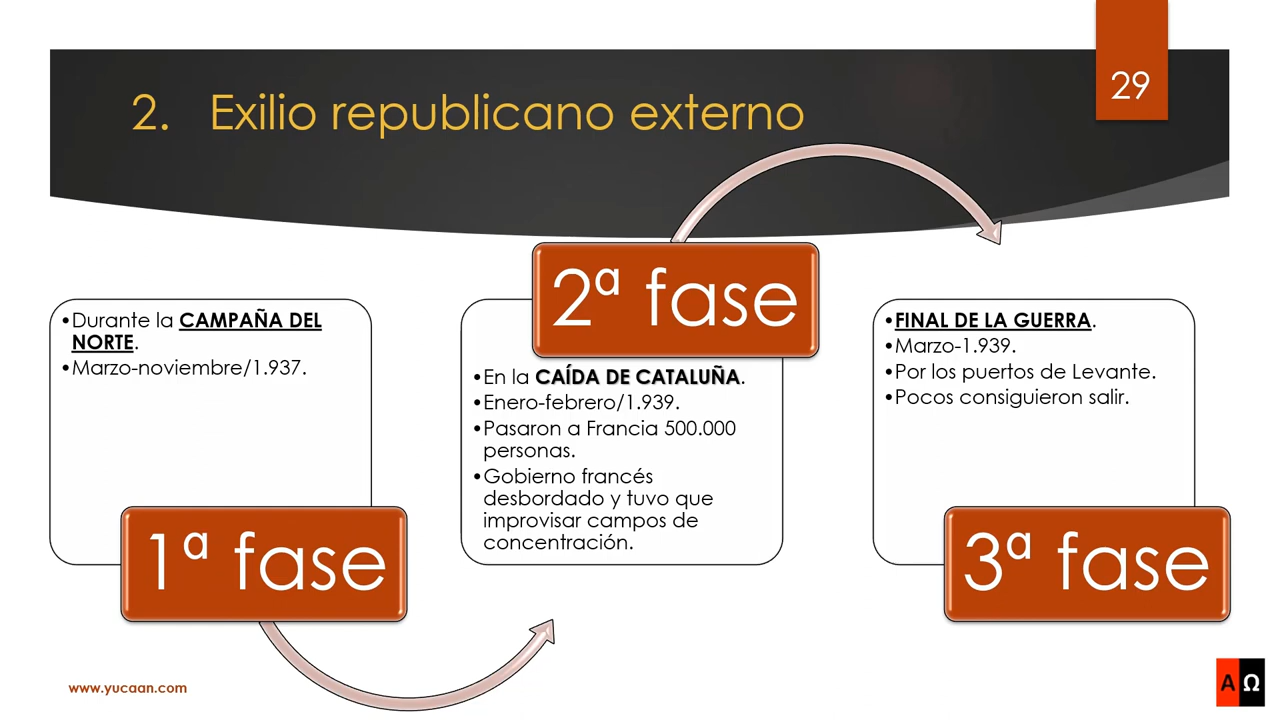 29
2. Exilio republicano externo
•Durante la CAMPAÑA DEL
NORTE.
•Marzo-noviembre/1.937.
1ª fase
2ª fase
•En la CAÍDA DE CATALUÑA.
•Enero-febrero/1.939.
•Pasaron a Francia 500.000
personas.
•Gobierno francés
desbordado y tuvo que
improvisar campos de
concentración.
•FINAL DE LA GUERRA.
•Marzo-1.939.
•Por los puertos de Levante.
•Pocos consiguieron salir.
3ª fase
www.yucaan.com
AΩ